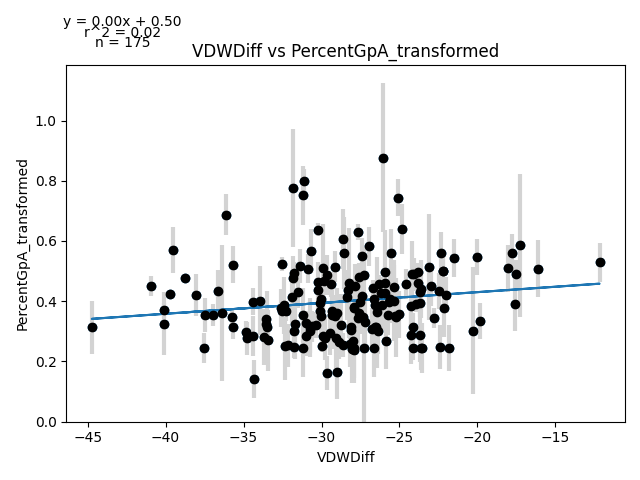 y = 0.00x + 0.50
r^2 = 0.02
n = 175
VDWDiff vs PercentGpA_transformed
PercentGpA_transformed
1.0
0.8
0.6
0.4
0.2
0.0
−45
−40
−35
−30
−25
−20
−15
VDWDiff